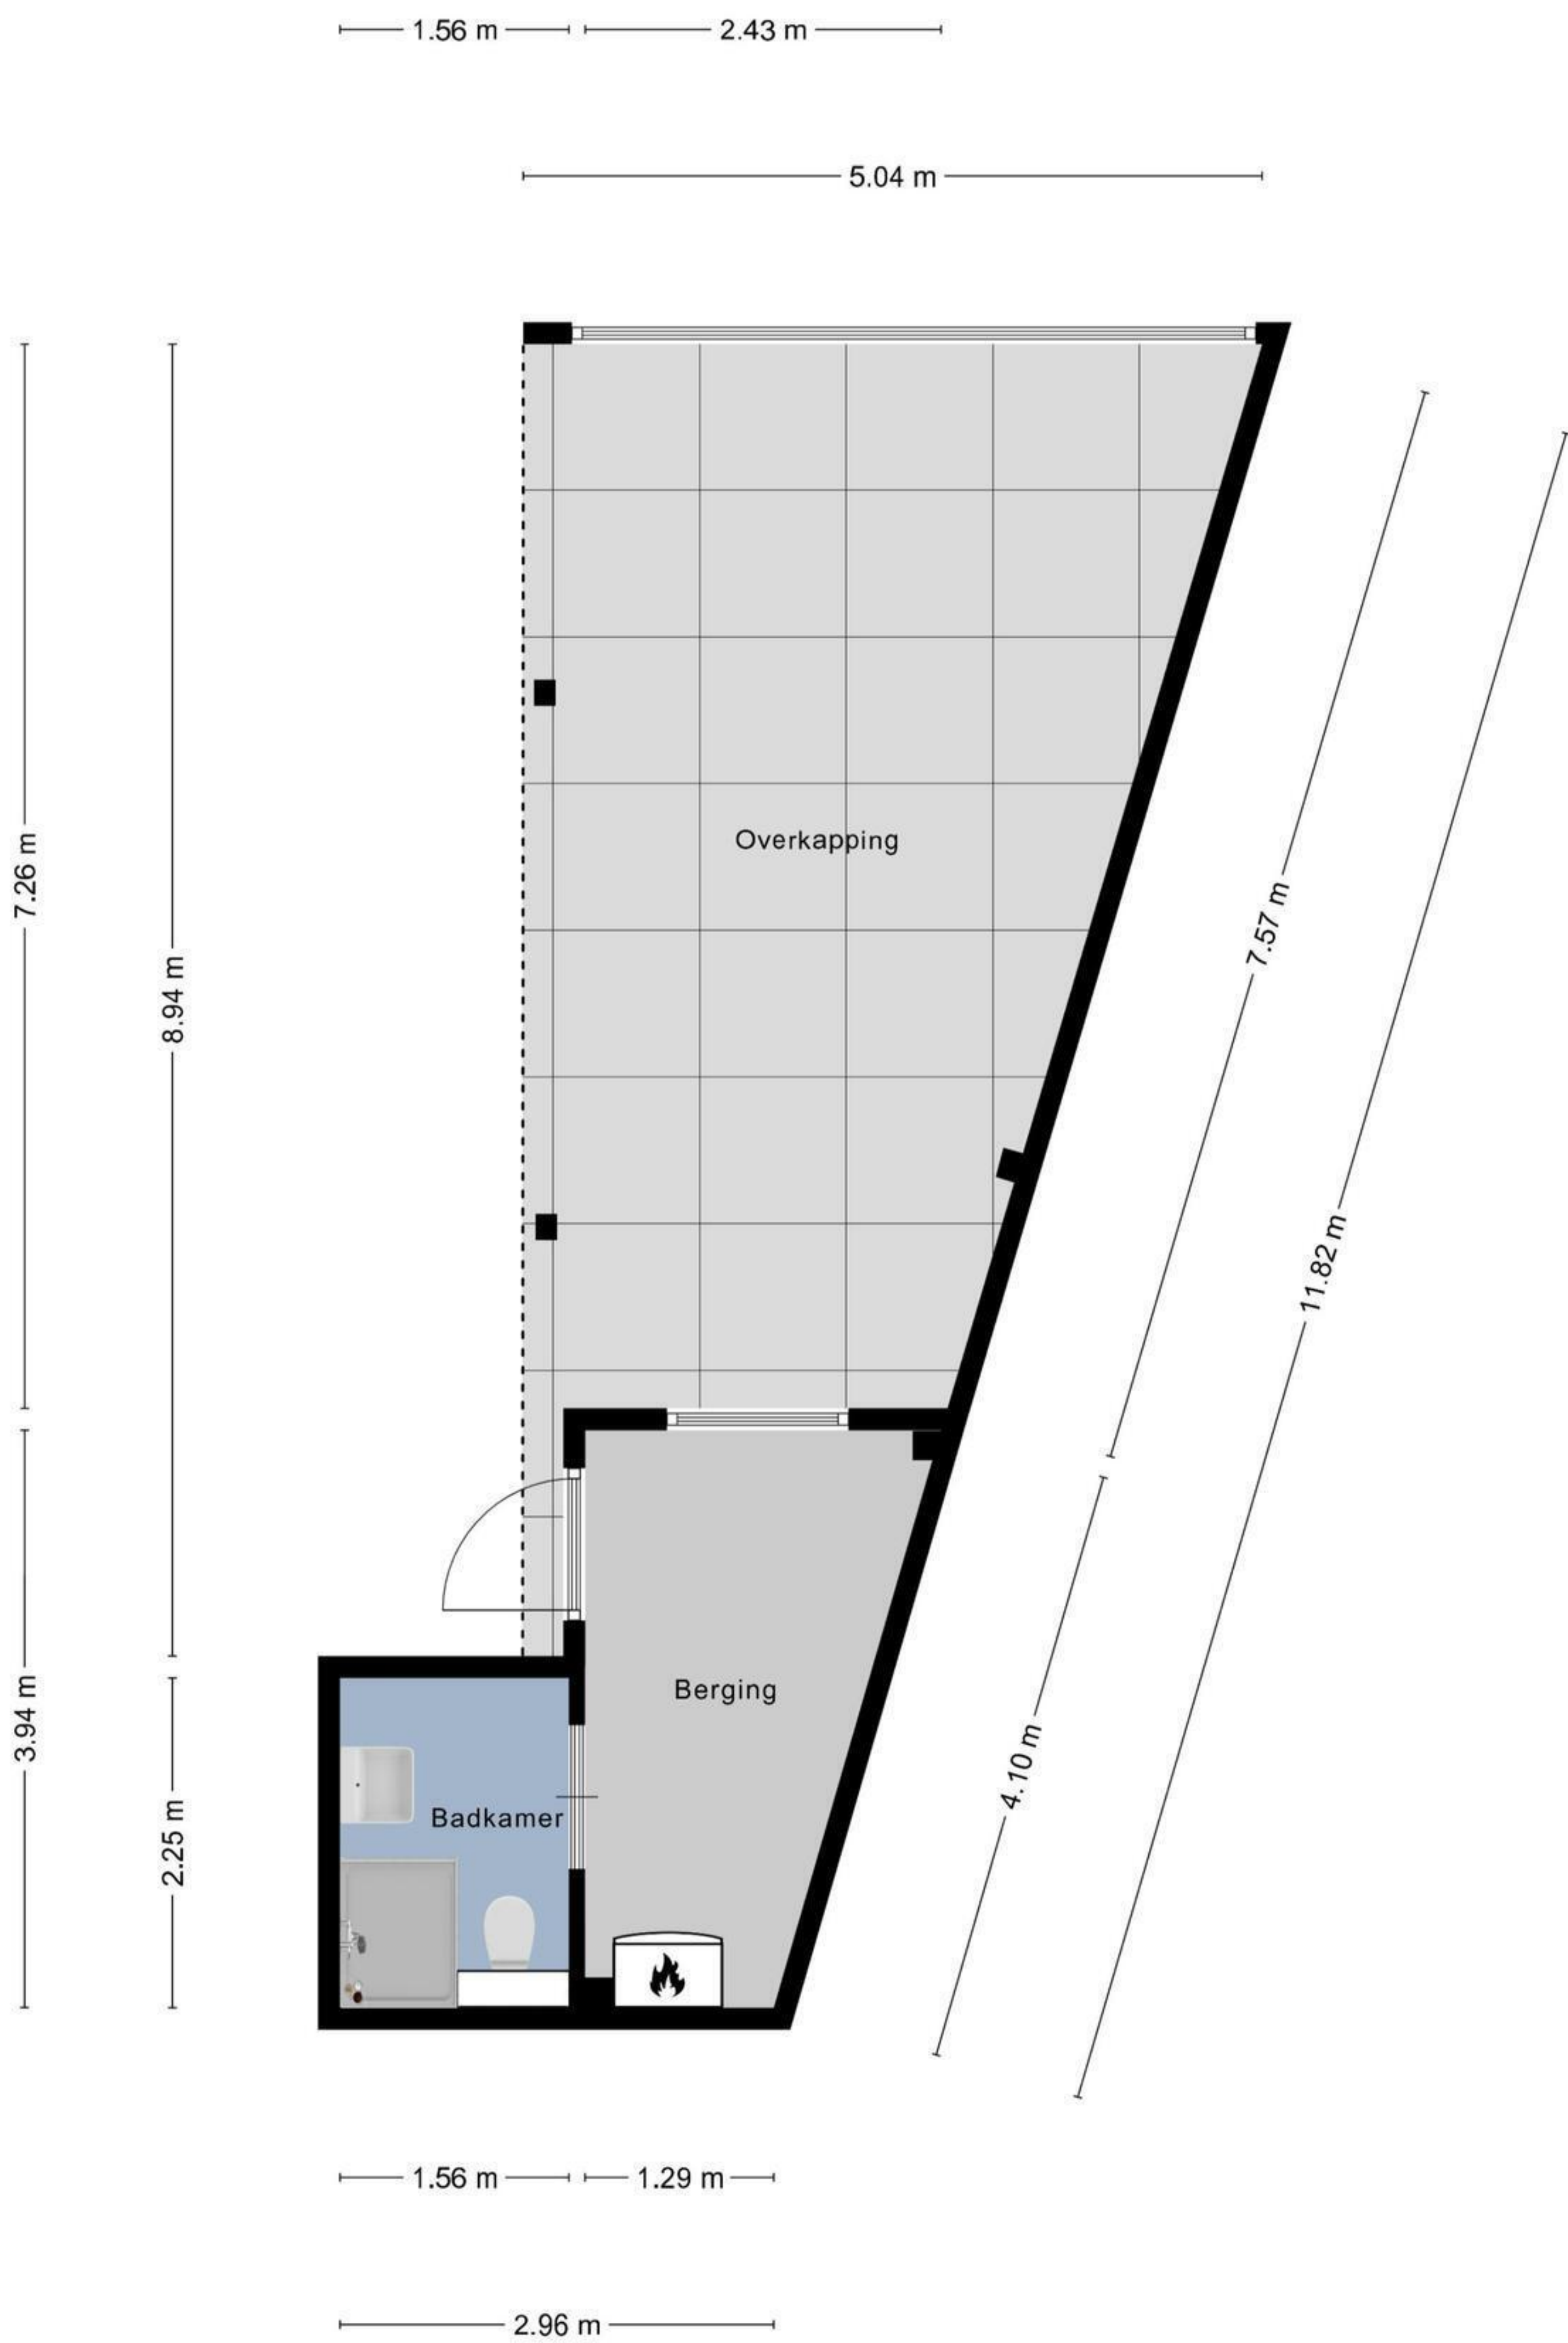 1.56 m
2.43 m
5.04 m
Overkapping
7.26 m
8.94 m
7.57 m
11.82 m
Berging
3.94 m
4.10 m
Badkamer
2.25 m
1.56 m
1.29 m
2.96 m